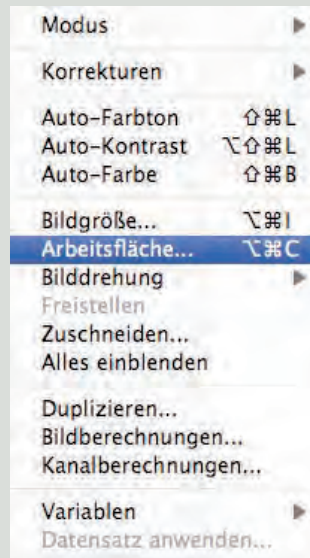 Modus
Korrekturen
Auto-Farbton ⇧⌘L
Auto-Kontrast ⌥⇧⌘L
Auto-Farbe ⇧⌘B
Bildgröße... ⌥⌘I
Arbeitsfläche... ⌥⌘C
Bilddrehung
Freistellen
Zuschneiden...
Alles einblenden
Duplizieren...
Bildberechnungen...
Kanalberechnungen...
Variablen
Datensatz anwenden...